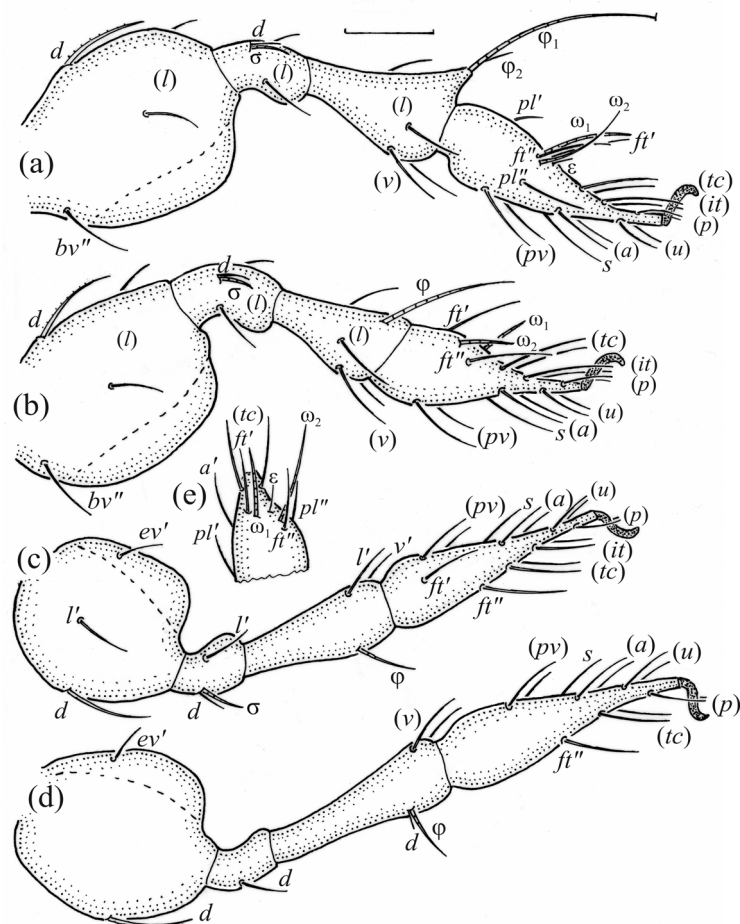 d
σ
(l)
d
(l)
φ₁
φ₂
(l)
pl'
ω₁
ω₂
ft'
ft"
ε
pl"
(a)
(v)
bv"
(pv)
s
(a)
(u)
(tc)
(it)
(p)
d
d
σ
(l)
(l)
φ
(l)
ft'
ω₁
ω₂
ft"
(tc)
(it)
(p)
(b)
(v)
(pv)
s
(a)
(u)
bv"
(e)
(tc)
ft'
ω₂
a'
ε
pl'
ω₁
ft"
pl"
(c)
ev'
l'
d
l'
d
σ
l'
v'
φ
(pv)
s
(a)
(u)
(p)
(it)
(tc)
ft'
ft"
(d)
ev'
d
d
(v)
d
φ
(pv)
s
(a)
(u)
(p)
(tc)
ft"